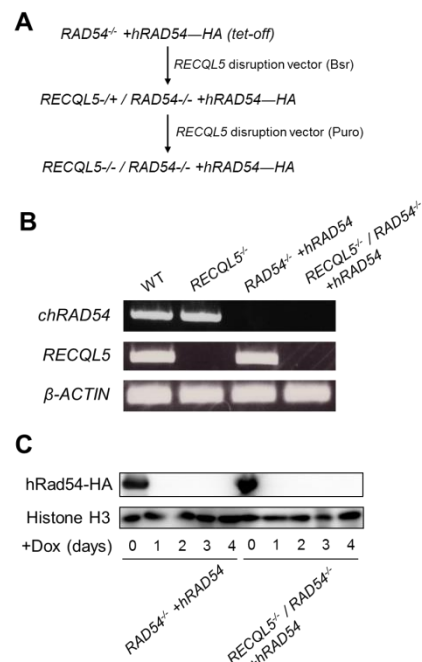 A
RAD54-/- +hRAD54—HA (tet-off)
RECQL5 disruption vector (Bsr)
RECQL5-/+ / RAD54-/- +hRAD54—HA
RECQL5 disruption vector (Puro)
RECQL5-/- / RAD54-/- +hRAD54—HA
B
WT
RECQL5-/-
RAD54-/- +hRAD54
RECQL5-/- / RAD54-/-
+hRAD54
chRAD54
RECQL5
β-ACTIN
C
hRad54-HA
Histone H3
+Dox (days) 0 1 2 3 4 0 1 2 3 4
RAD54-/- +hRAD54
RECQL5-/- / RAD54-/-
+hRAD54